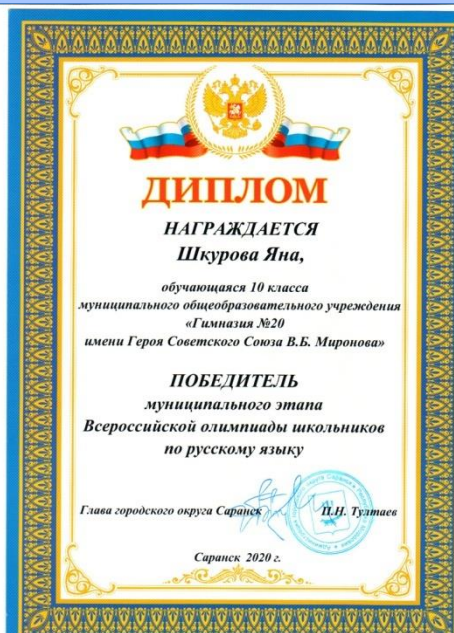 ДИПЛОМ
НАГРАЖДАЕТСЯ
Шкурова Яна,
обучающаяся 10 класса
муниципального общеобразовательного учреждения
«Гимназия №20
имени Героя Советского Союза В.Б. Миронова»
ПОБЕДИТЕЛЬ
муниципального этапа
Всероссийской олимпиады школьников
по русскому языку
Глава городского округа Саранск П.Н. Тултаев
Саранск 2020 г.